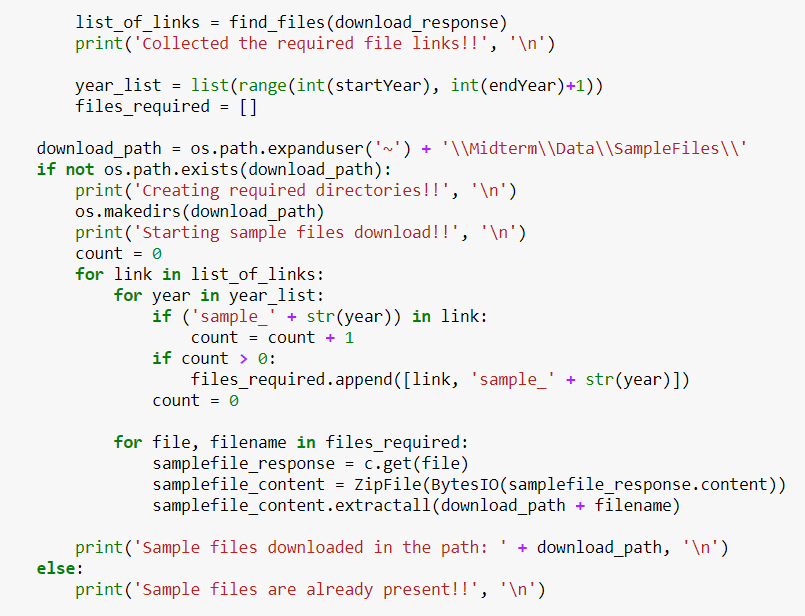 list_of_links = find_files(download_response)
        print('Collected the required file links!!', '\n')

        year_list = list(range(int(startYear), int(endYear)+1))
        files_required = []

    download_path = os.path.expanduser('~') + '\\Midterm\\Data\\SampleFiles\\'
    if not os.path.exists(download_path):
        print('Creating required directories!!', '\n')
        os.makedirs(download_path)
        print('Starting sample files download!!', '\n')
        count = 0
        for link in list_of_links:
            for year in year_list:
                if ('sample_' + str(year)) in link:
                    count = count + 1
                if count > 0:
                    files_required.append([link, 'sample_' + str(year)])
                count = 0

            for file, filename in files_required:
                samplefile_response = c.get(file)
                samplefile_content = ZipFile(BytesIO(samplefile_response.content))
                samplefile_content.extractall(download_path + filename)

        print('Sample files downloaded in the path: ' + download_path, '\n')
    else:
        print('Sample files are already present!!', '\n')